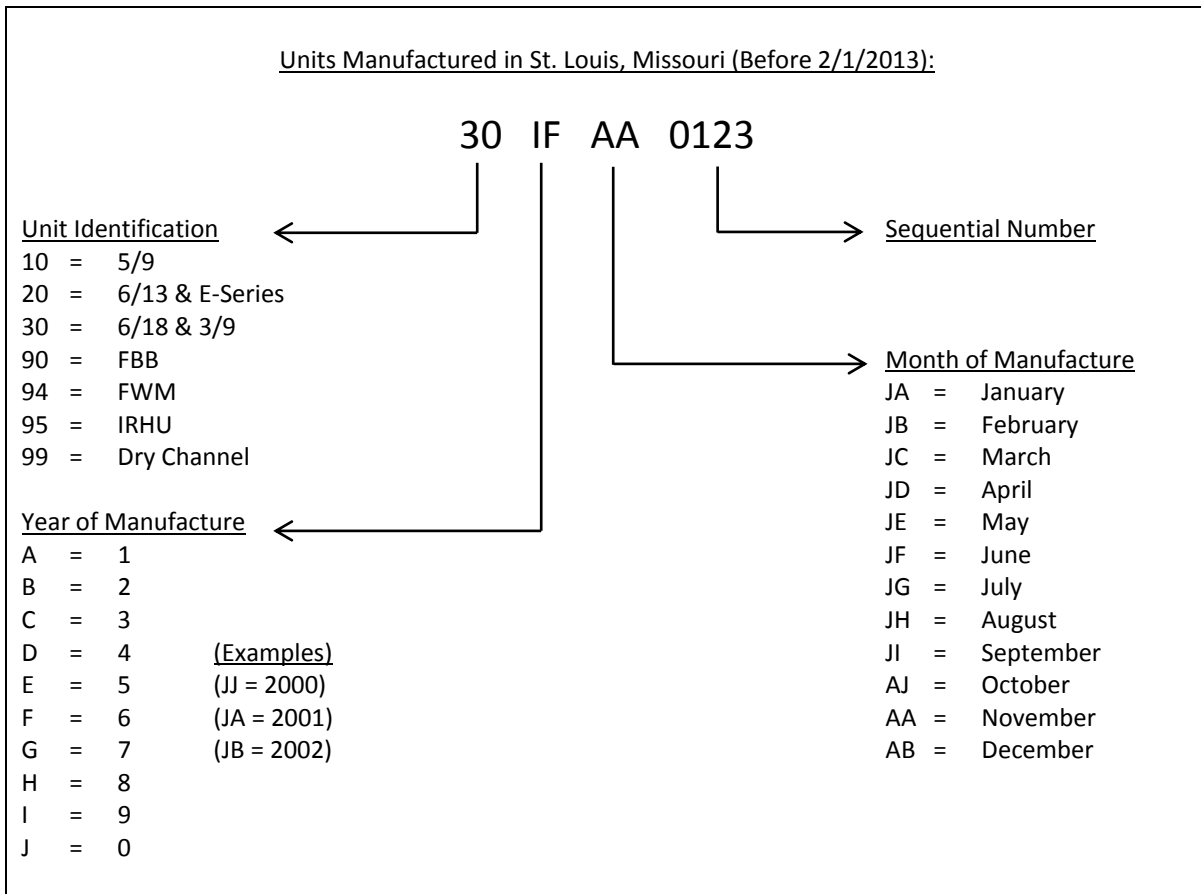 Units Manufactured in St. Louis, Missouri (Before 2/1/2013):
30 IF AA 0123
Unit Identification
10 = 5/9
20 = 6/13 & E-Series
30 = 6/18 & 3/9
90 = FBB
94 = FWM
95 = IRHU
99 = Dry Channel
Year of Manufacture
A = 1
B = 2
C = 3
D = 4 (Examples)
E = 5 (JJ = 2000)
F = 6 (JA = 2001)
G = 7 (JB = 2002)
H = 8
I = 9
J = 0
Sequential Number
Month of Manufacture
JA = January
JB = February
JC = March
JD = April
JE = May
JF = June
JG = July
JH = August
JI = September
AJ = October
AA = November
AB = December